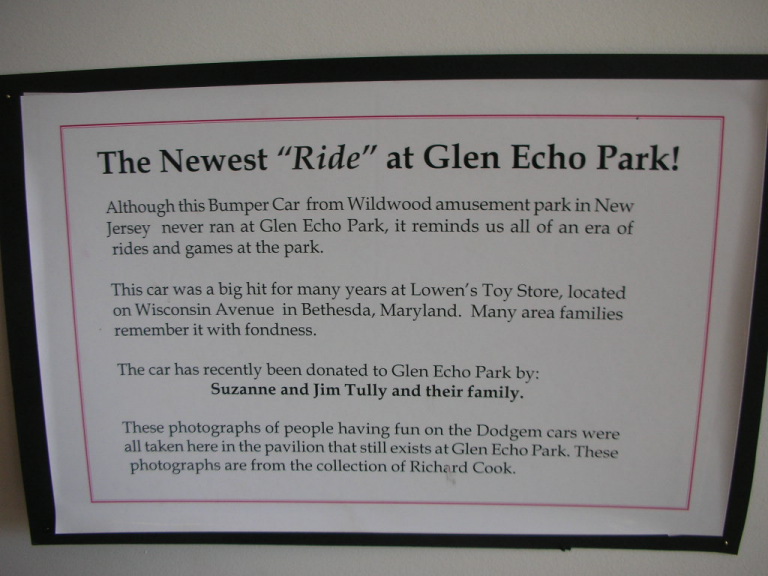 The Newest “Ride” at Glen Echo Park!
Although this Bumper Car from Wildwood amusement park in New
Jersey never ran at Glen Echo Park, it reminds us all of an era of
rides and games at the park.
This car was a big hit for many years at Lowen's Toy Store, located
on Wisconsin Avenue in Bethesda, Maryland. Many area families
remember it with fondness.
The car has recently been donated to Glen Echo Park by:
Suzanne and Jim Tully and their family.
These photographs of people having fun on the Dodgem cars were
all taken here in the pavilion that still exists at Glen Echo Park. These
photographs are from the collection of Richard Cook.